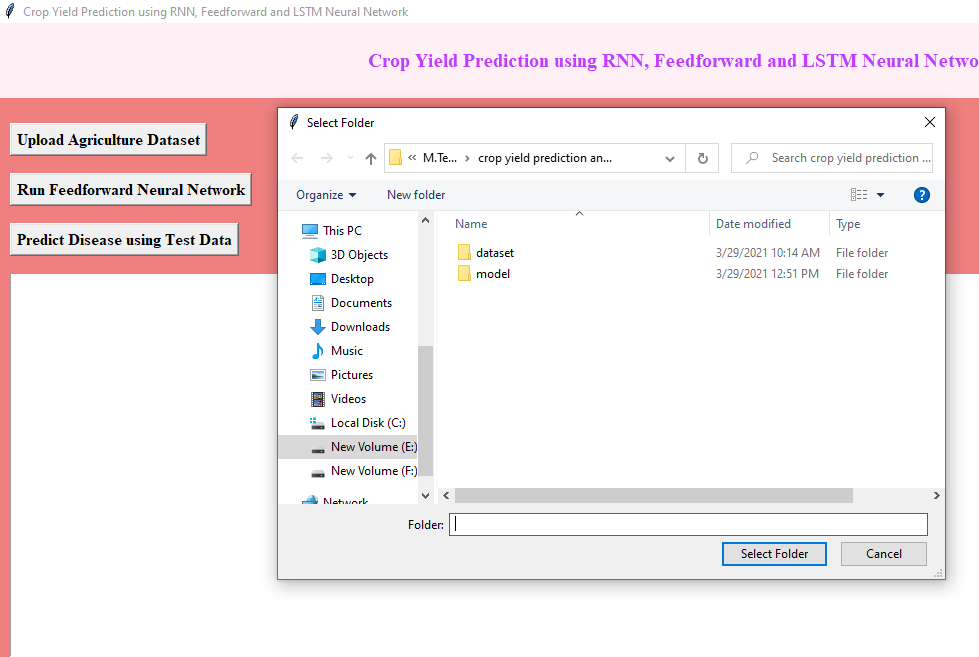 Crop Yield Prediction using RNN, Feedforward and LSTM Neural Network
Crop Yield Prediction using RNN, Feedforward and LSTM Neural Netwo
Upload Agriculture Dataset
Run Feedforward Neural Network
Predict Disease using Test Data
Select Folder
« M.Te... › crop yield prediction an...
Search crop yield prediction ...
Organize New folder
?
Name Date modified Type
This PC
3D Objects
Desktop
Documents
Downloads
Music
Pictures
Videos
Local Disk (C:)
New Volume (E:)
New Volume (F:)
Network
dataset 3/29/2021 10:14 AM File folder
model 3/29/2021 12:51 PM File folder
Folder:
Select Folder Cancel